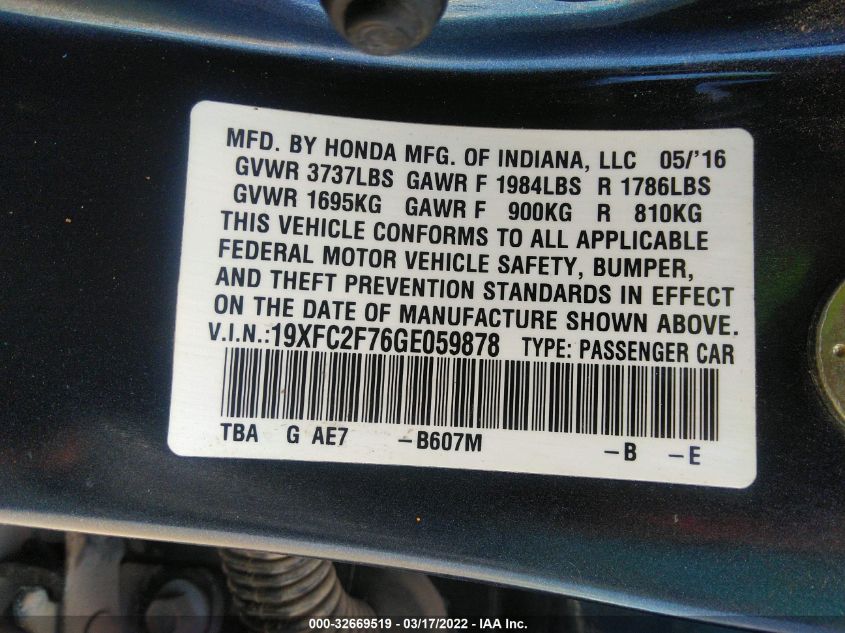 MFD. BY HONDA MFG. OF INDIANA, LLC 05/'16
GVWR 3737LBS GAWR F 1984LBS R 1786LBS
GVWR 1695KG GAWR F 900KG R 810KG
THIS VEHICLE CONFORMS TO ALL APPLICABLE
FEDERAL MOTOR VEHICLE SAFETY, BUMPER,
AND THEFT PREVENTION STANDARDS IN EFFECT
ON THE DATE OF MANUFACTURE SHOWN ABOVE.
V.I.N.:19XFC2F76GE059878 TYPE: PASSENGER CAR
TBA G AE7 -B607M -B -E
000-32669519 - 03/17/2022 - IAA, Inc.